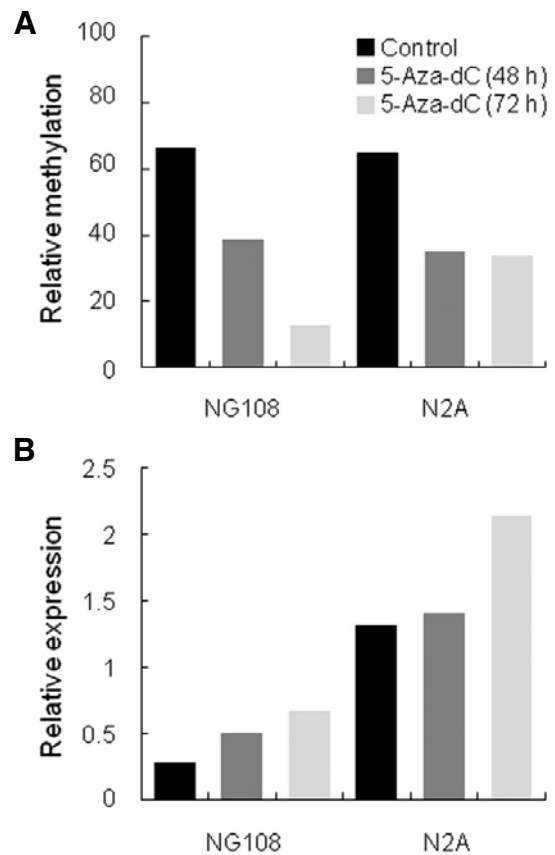 A
Relative methylation
100
80
60
40
20
0
Control
5-Aza-dC (48 h)
5-Aza-dC (72 h)
NG108
N2A
B
Relative expression
2.5
2
1.5
1
0.5
0
NG108
N2A